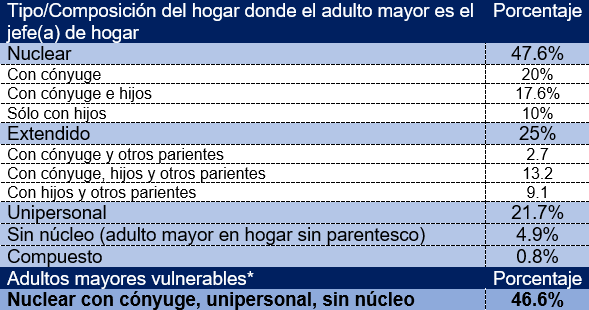 Tipo/Composición del hogar donde el adulto mayor es el Porcentaje
jefe(a) de hogar
Nuclear 47.6%
Con cónyuge 20%
Con cónyuge e hijos 17.6%
Sólo con hijos 10%
Extendido 25%
Con cónyuge y otros parientes 2.7
Con cónyuge, hijos y otros parientes 13.2
Con hijos y otros parientes 9.1
Unipersonal 21.7%
Sin núcleo (adulto mayor en hogar sin parentesco) 4.9%
Compuesto 0.8%
Adultos mayores vulnerables* Porcentaje
Nuclear con cónyuge, unipersonal, sin núcleo 46.6%